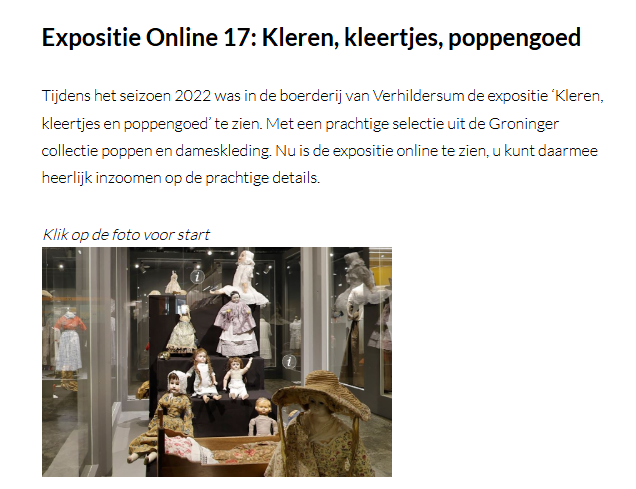 Expositie Online 17: Kleren, kleertjes, poppengoed
Tijdens het seizoen 2022 was in de boerderij van Verhildersum de expositie ‘Kleren,
kleertjes en poppengoed’ te zien. Met een prachtige selectie uit de Groninger
collectie poppen en dameskleding. Nu is de expositie online te zien, u kunt daarmee
heerlijk inzoomen op de prachtige details.
Klik op de foto voor start
i
i